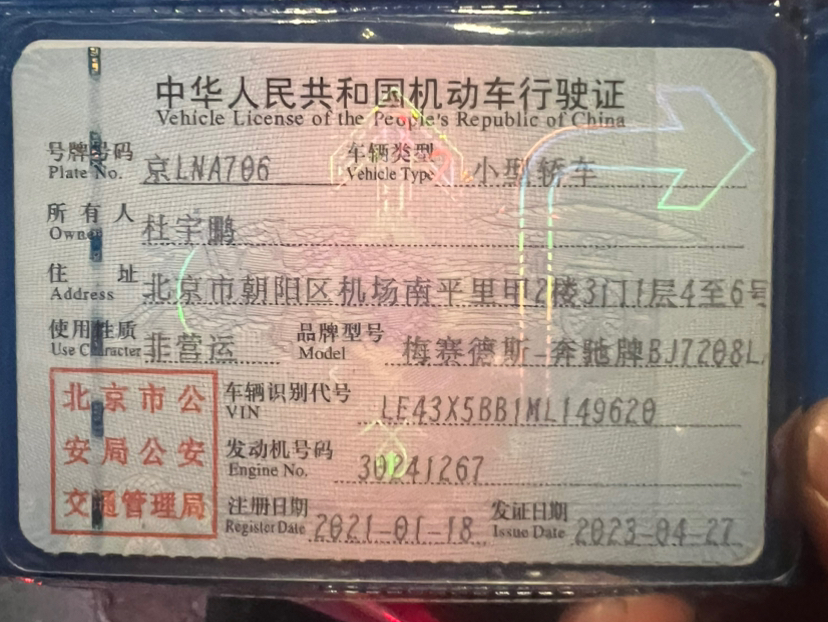 中华人民共和国机动车行驶证
Vehicle License of the People's Republic of China
号牌号码 Plate No. 京LNA706 车辆类型 Vehicle Type 小型轿车
所有人 Owner 杜宇鹏
住址 Address 北京市朝阳区机场南平里甲2楼3门1层4至6号
使用性质 Use Character 非营运 品牌型号 Model 梅赛德斯-奔驰牌BJ7208L
北京市公安局公安交通管理局
车辆识别代号 VIN LE43X5BB1ML149620
发动机号码 Engine No. 30241267
注册日期 Register Date 2021-01-18 发证日期 Issue Date 2023-04-27